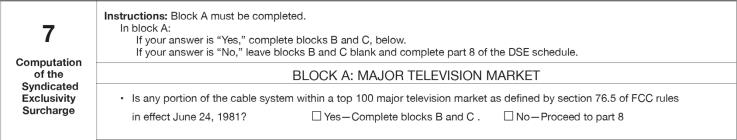 7
Computation
of the
Syndicated
Exclusivity
Surcharge
Instructions: Block A must be completed.
In block A:
If your answer is “Yes,” complete blocks B and C, below.
If your answer is “No,” leave blocks B and C blank and complete part 8 of the DSE schedule.
BLOCK A: MAJOR TELEVISION MARKET
• Is any portion of the cable system within a top 100 major television market as defined by section 76.5 of FCC rules
in effect June 24, 1981? ☐ Yes—Complete blocks B and C . ☐ No—Proceed to part 8